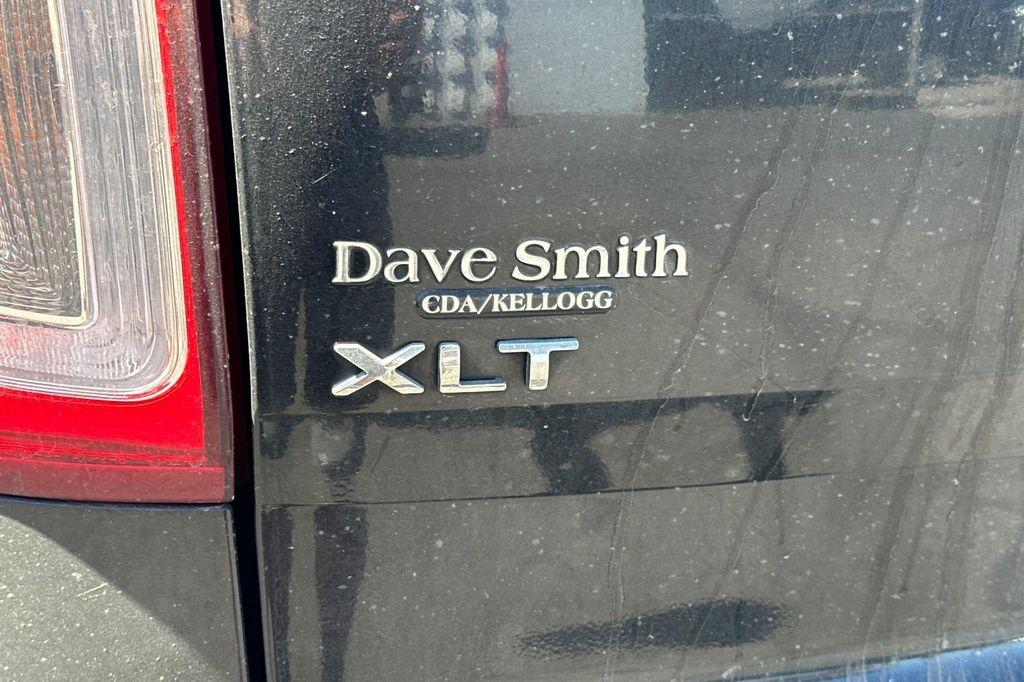 Dave Smith
CDA/KELLOGG
XLT